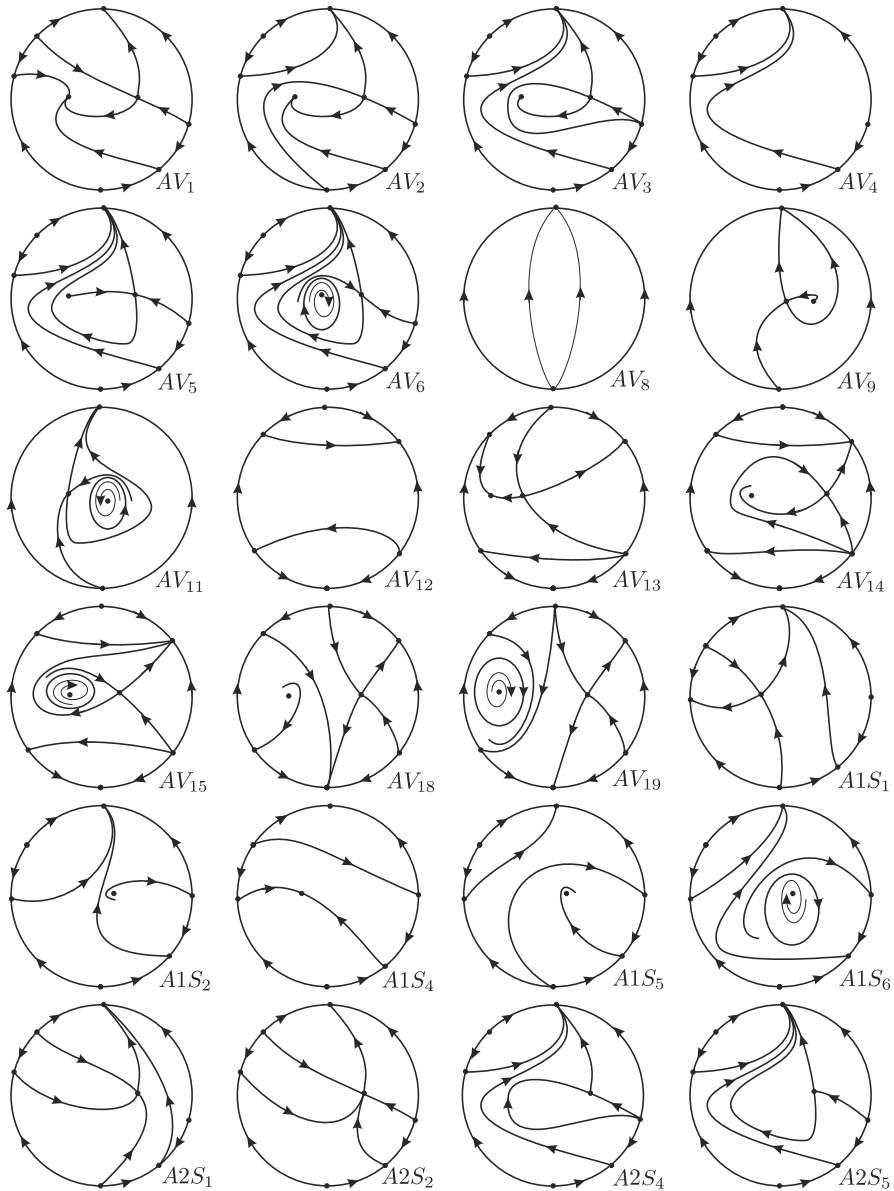 AV₁ AV₂ AV₃ AV₄
AV₅ AV₆ AV₈ AV₉
AV₁₁ AV₁₂ AV₁₃ AV₁₄
AV₁₅ AV₁₈ AV₁₉ A1S₁
A1S₂ A1S₄ A1S₅ A1S₆
A2S₁ A2S₂ A2S₄ A2S₅